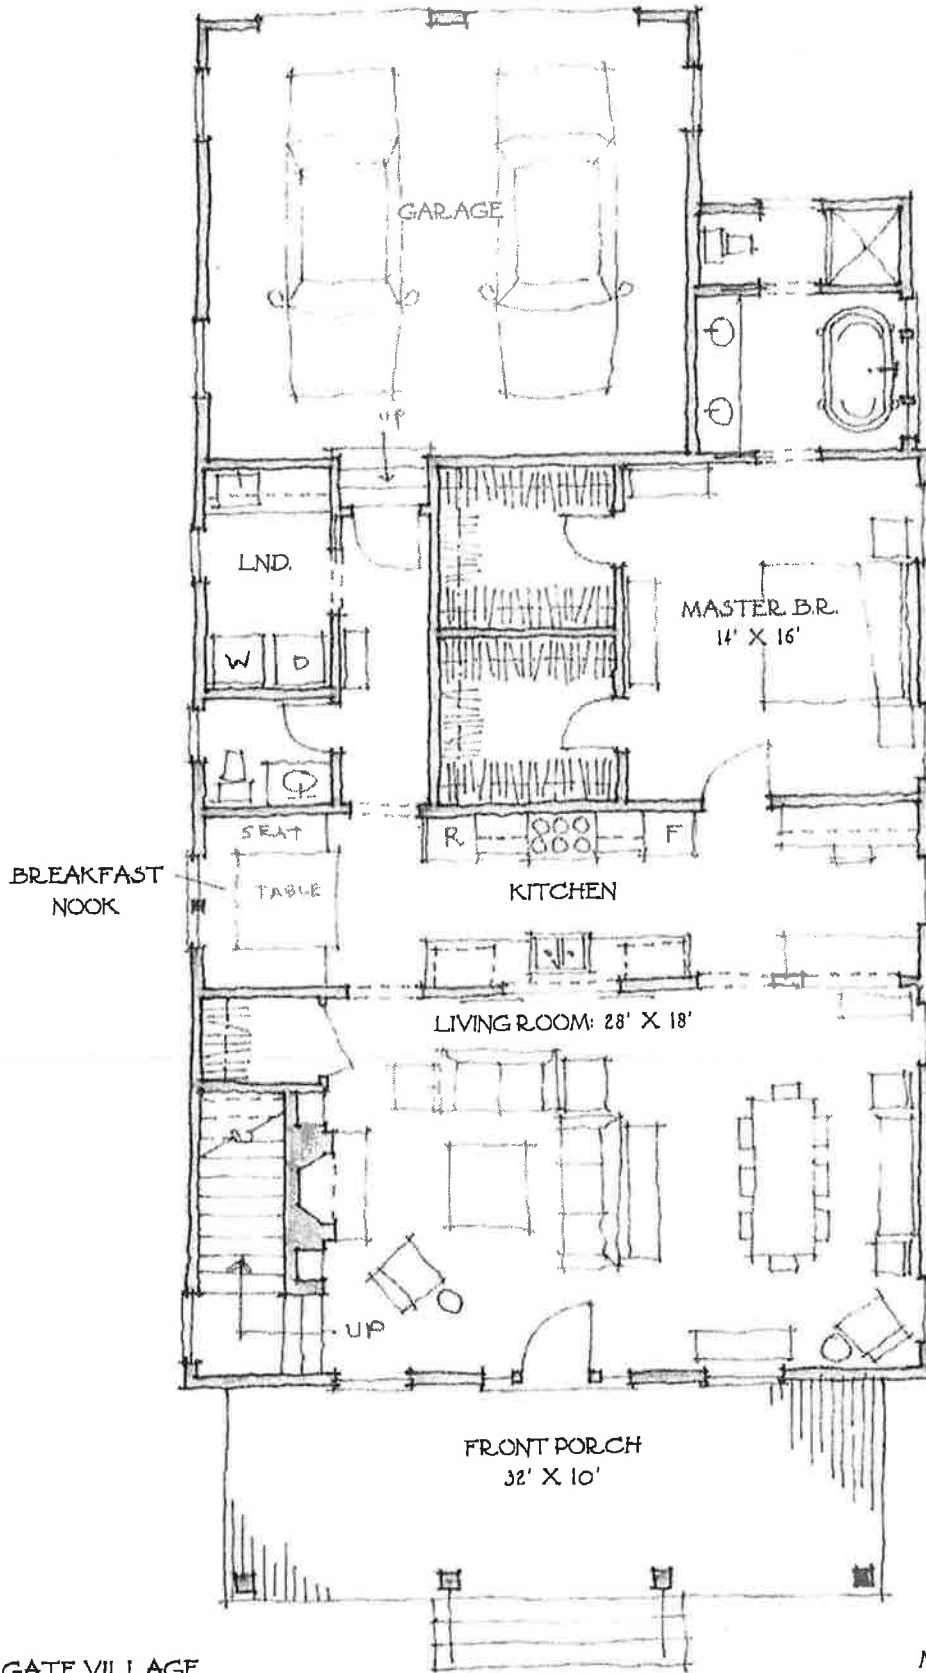 GARAGE
UP
LND.
W D
MASTER B.R.
14' X 16'
SEAT
R F
BREAKFAST
NOOK
TABLE
KITCHEN
LIVING ROOM: 28' X 18'
UP
FRONT PORCH
32' X 10'
GATE VILLAGE